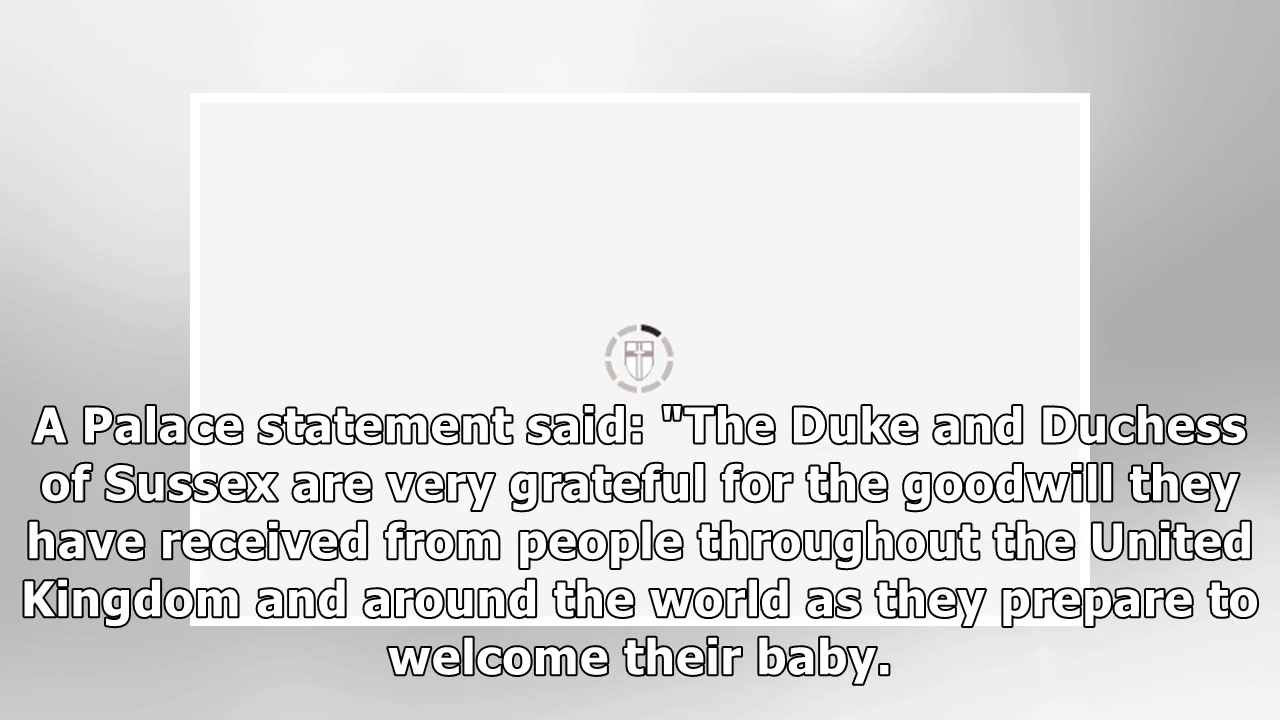 A Palace statement said: "The Duke and Duchess
of Sussex are very grateful for the goodwill they
have received from people throughout the United
Kingdom and around the world as they prepare to
welcome their baby.